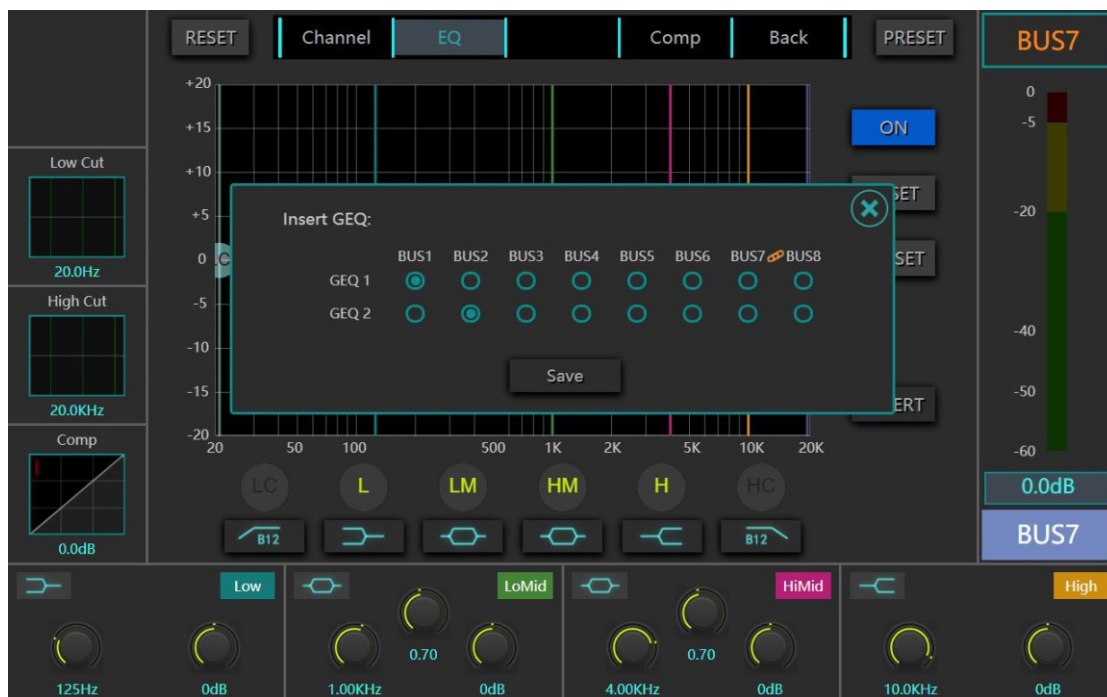 RESET Channel EQ Comp Back PRESET BUS7
+20
+15
+10
+5
0
-5
-10
-15
-20
20 50 100 500 1K 2K 5K 10K 20K
ON
0
-5
-20
-40
-50
-60
0.0dB
BUS7
Low Cut
20.0Hz
High Cut
20.0KHz
Comp
0.0dB
Insert GEQ:
BUS1 BUS2 BUS3 BUS4 BUS5 BUS6 BUS7 BUS8
GEQ 1
GEQ 2
Save
LC L LM HM H HC
B12 B12
Low LoMid HiMid High
0.70 0.70
125Hz 0dB 1.00KHz 0dB 4.00KHz 0dB 10.0KHz 0dB